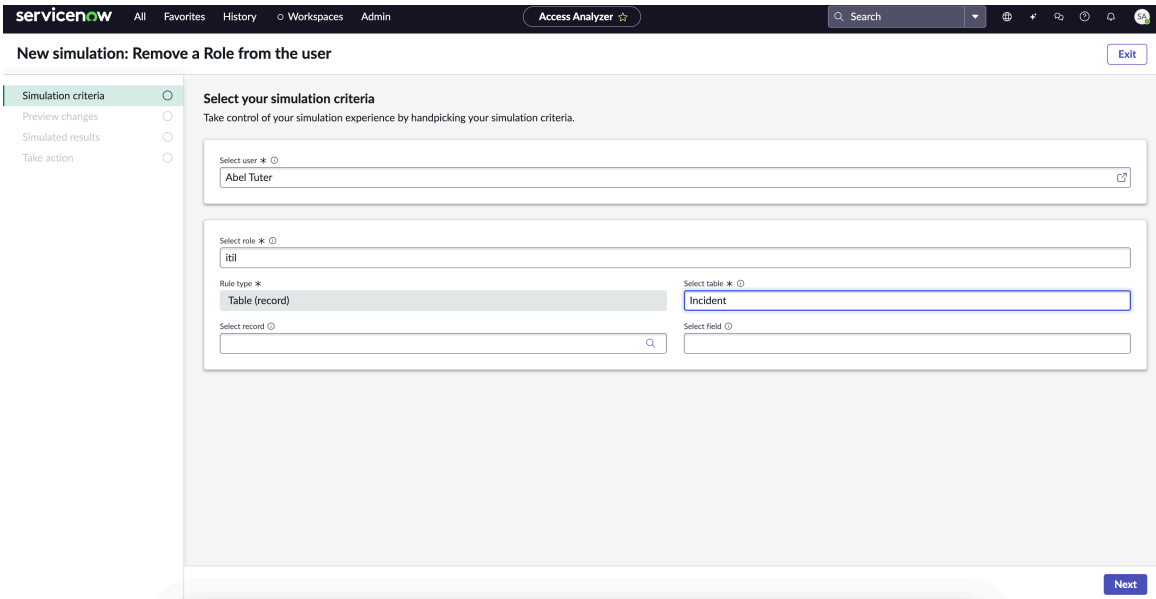 servicenow All Favorites History Workspaces Admin Access Analyzer Search SA
New simulation: Remove a Role from the user Exit
Simulation criteria
Preview changes
Simulated results
Take action
Select your simulation criteria
Take control of your simulation experience by handpicking your simulation criteria.
Select user *
Abel Tuter
Select role *
itil
Rule type * Select table *
Table (record) Incident
Select record Select field
Next